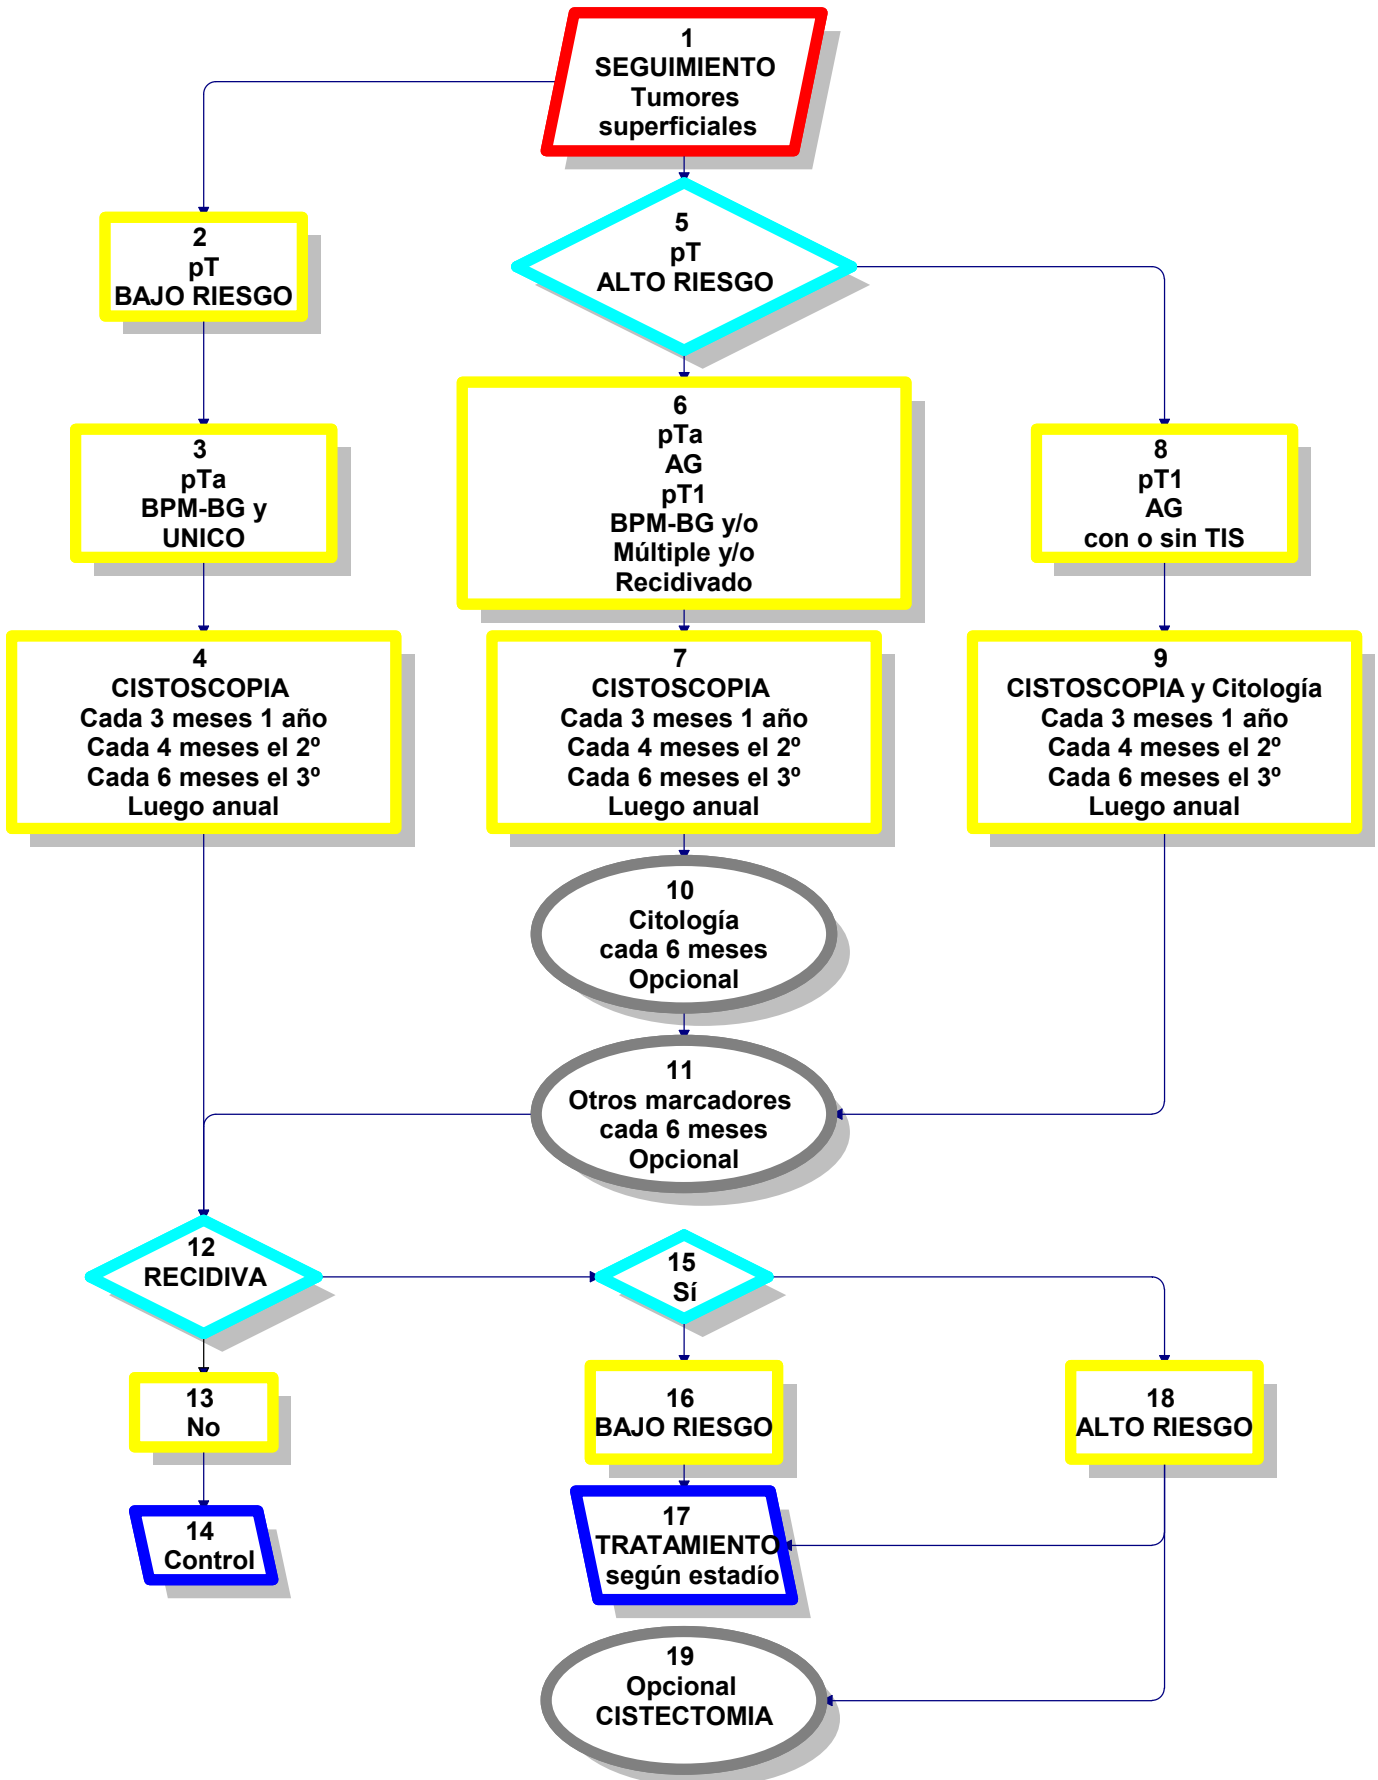 1
SEGUIMIENTO
Tumores
superficiales
2
pT
BAJO RIESGO
3
pTa
BPM-BG y
UNICO
4
CISTOSCOPIA
Cada 3 meses 1 año
Cada 4 meses el 2º
Cada 6 meses el 3º
Luego anual
5
pT
ALTO RIESGO
6
pTa
AG
pT1
BPM-BG y/o
Múltiple y/o
Recidivado
7
CISTOSCOPIA
Cada 3 meses 1 año
Cada 4 meses el 2º
Cada 6 meses el 3º
Luego anual
8
pT1
AG
con o sin TIS
9
CISTOSCOPIA y Citología
Cada 3 meses 1 año
Cada 4 meses el 2º
Cada 6 meses el 3º
Luego anual
10
Citología
cada 6 meses
Opcional
11
Otros marcadores
cada 6 meses
Opcional
12
RECIDIVA
13
No
14
Control
15
Sí
16
BAJO RIESGO
17
TRATAMIENTO
según estadío
18
ALTO RIESGO
19
Opcional
CISTECTOMIA